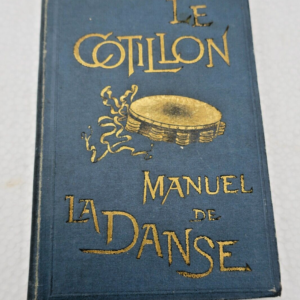 LE
COTILLON
MANUEL
DE
LA DANSE